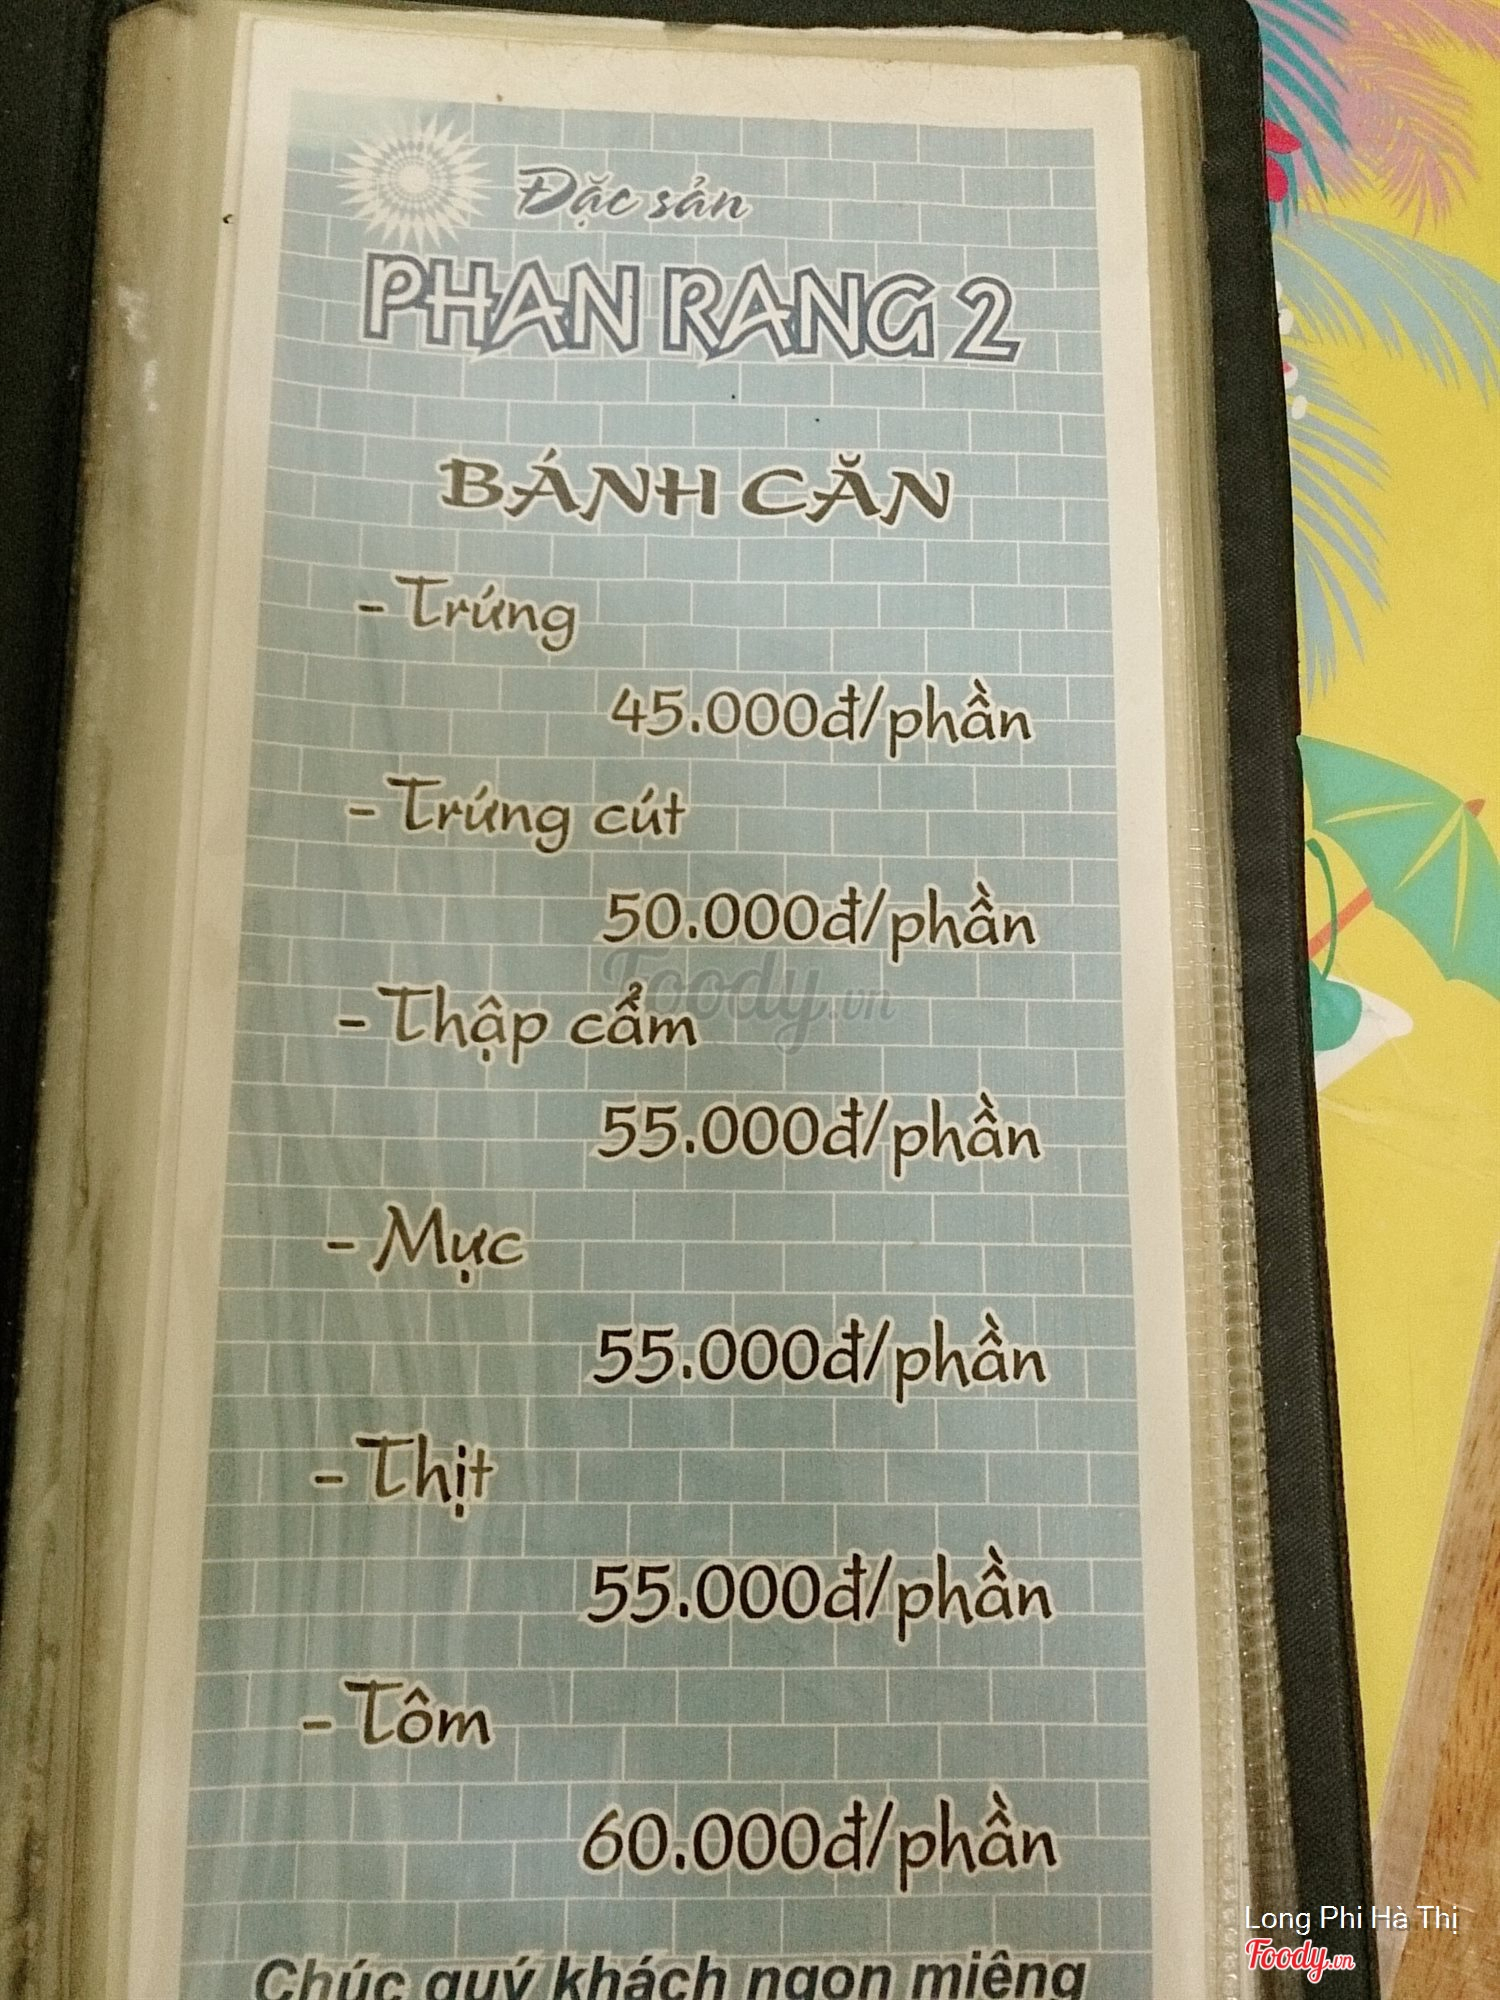 Đặc sản
PHAN RANG 2
BÁNH CĂN
- Trứng
45.000đ/phần
- Trứng cút
50.000đ/phần
Foody.vn
- Thập cẩm
55.000đ/phần
- Mực
55.000đ/phần
- Thịt
55.000đ/phần
- Tôm
60.000đ/phần
Long Phi Hà Thị
Foody.vn
Chúc quý khách ngon miệng